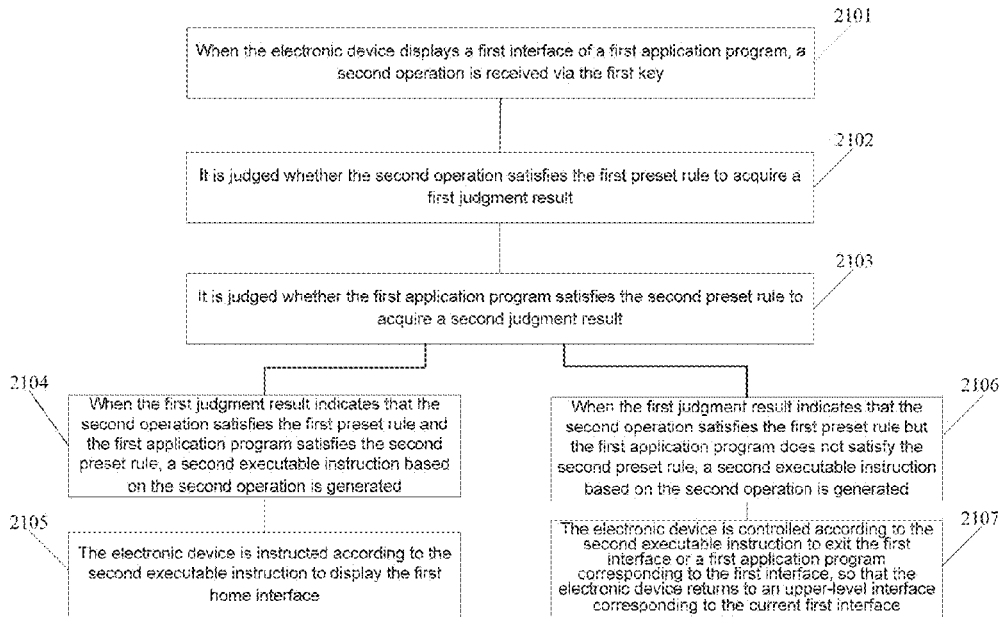 2101
When the electronic device displays a first interface of a first application program, a
second operation is received via the first key
2102
It is judged whether the second operation satisfies the first preset rule to acquire a
first judgment result
2103
It is judged whether the first application program satisfies the second preset rule to
acquire a second judgment result
2104
When the first judgment result indicates that the
second operation satisfies the first preset rule and
the first application program satisfies the second
preset rule, a second executable instruction based
on the second operation is generated
2106
When the first judgment result indicates that the
second operation satisfies the first preset rule but
the first application program does not satisfy the
second preset rule, a second executable instruction
based on the second operation is generated
2105
The electronic device is instructed according to the
second executable instruction to display the first
home interface
2107
The electronic device is controlled according to the
second executable instruction to exit the first
interface or a first application program
corresponding to the first interface, so that the
electronic device returns to an upper-level interface
corresponding to the current first interface